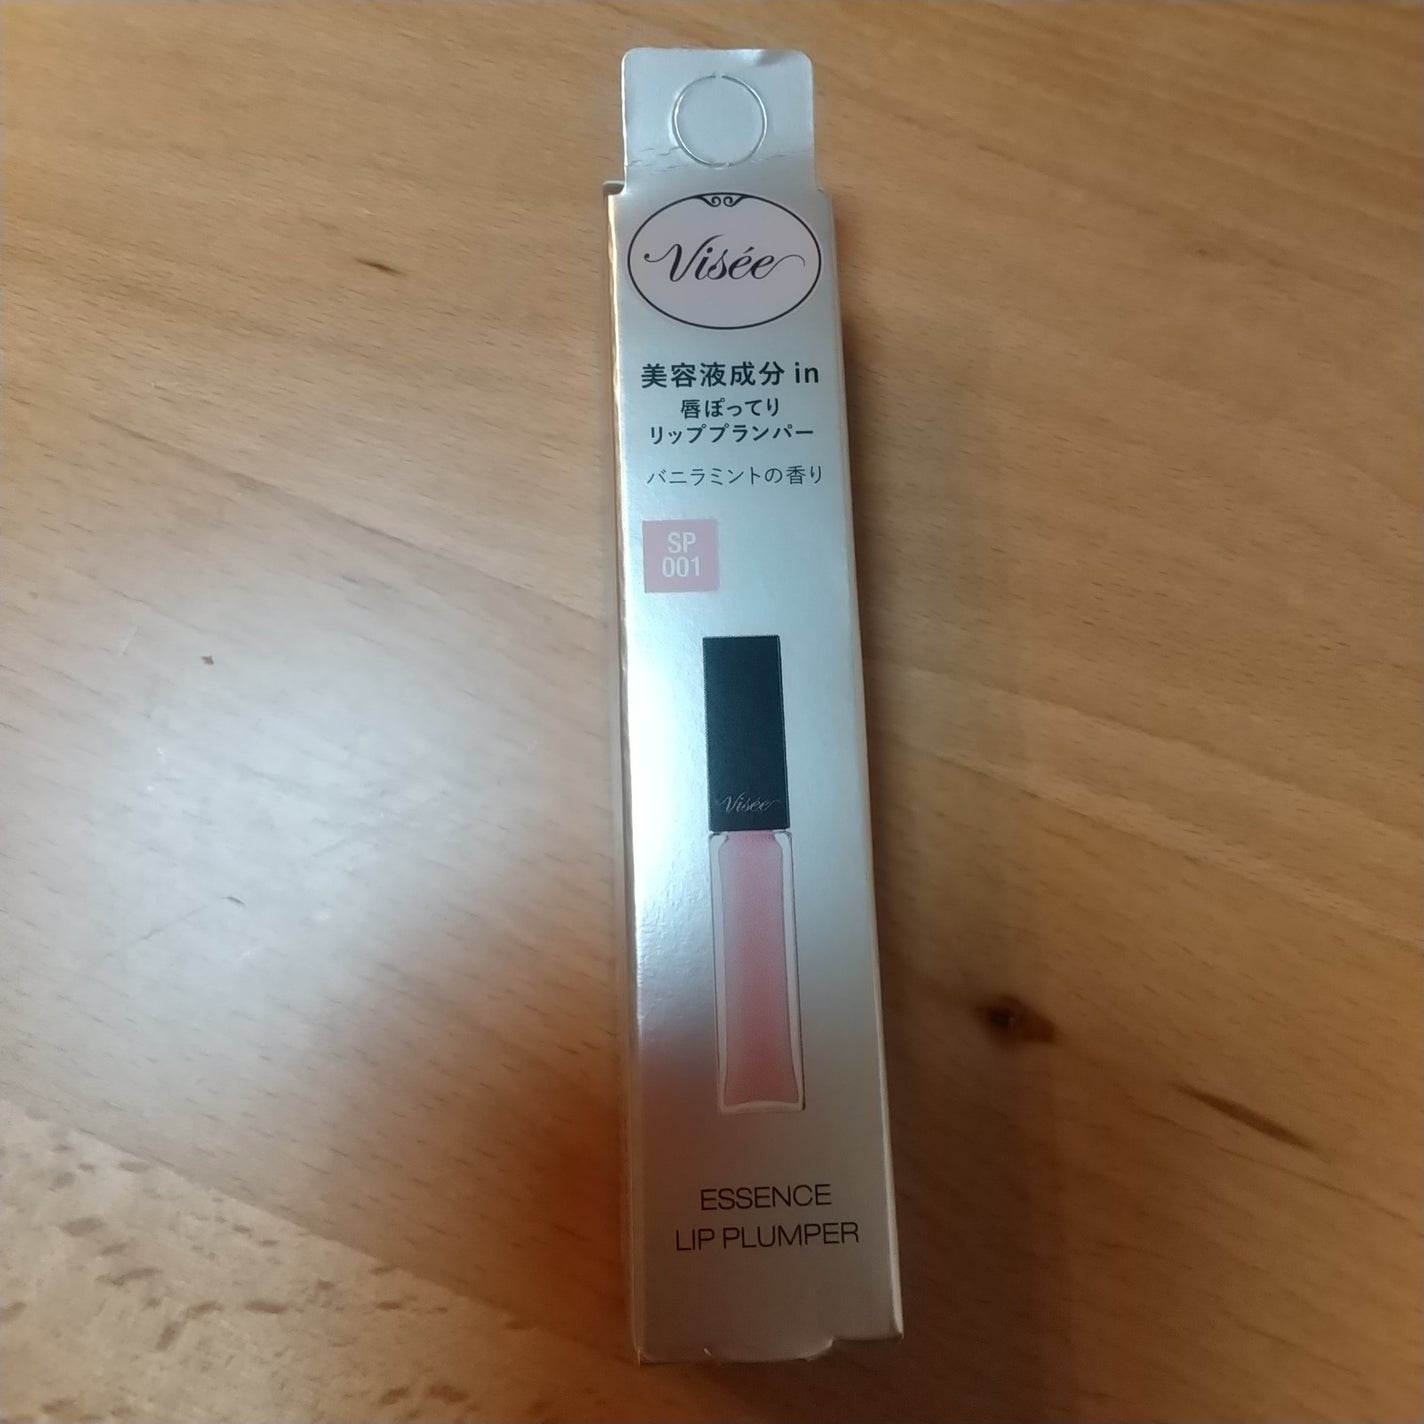 Visée
美容液成分 in
唇ぽってり
リッププランパー
バニラミントの香り
SP
001
Visée
ESSENCE
LIP PLUMPER